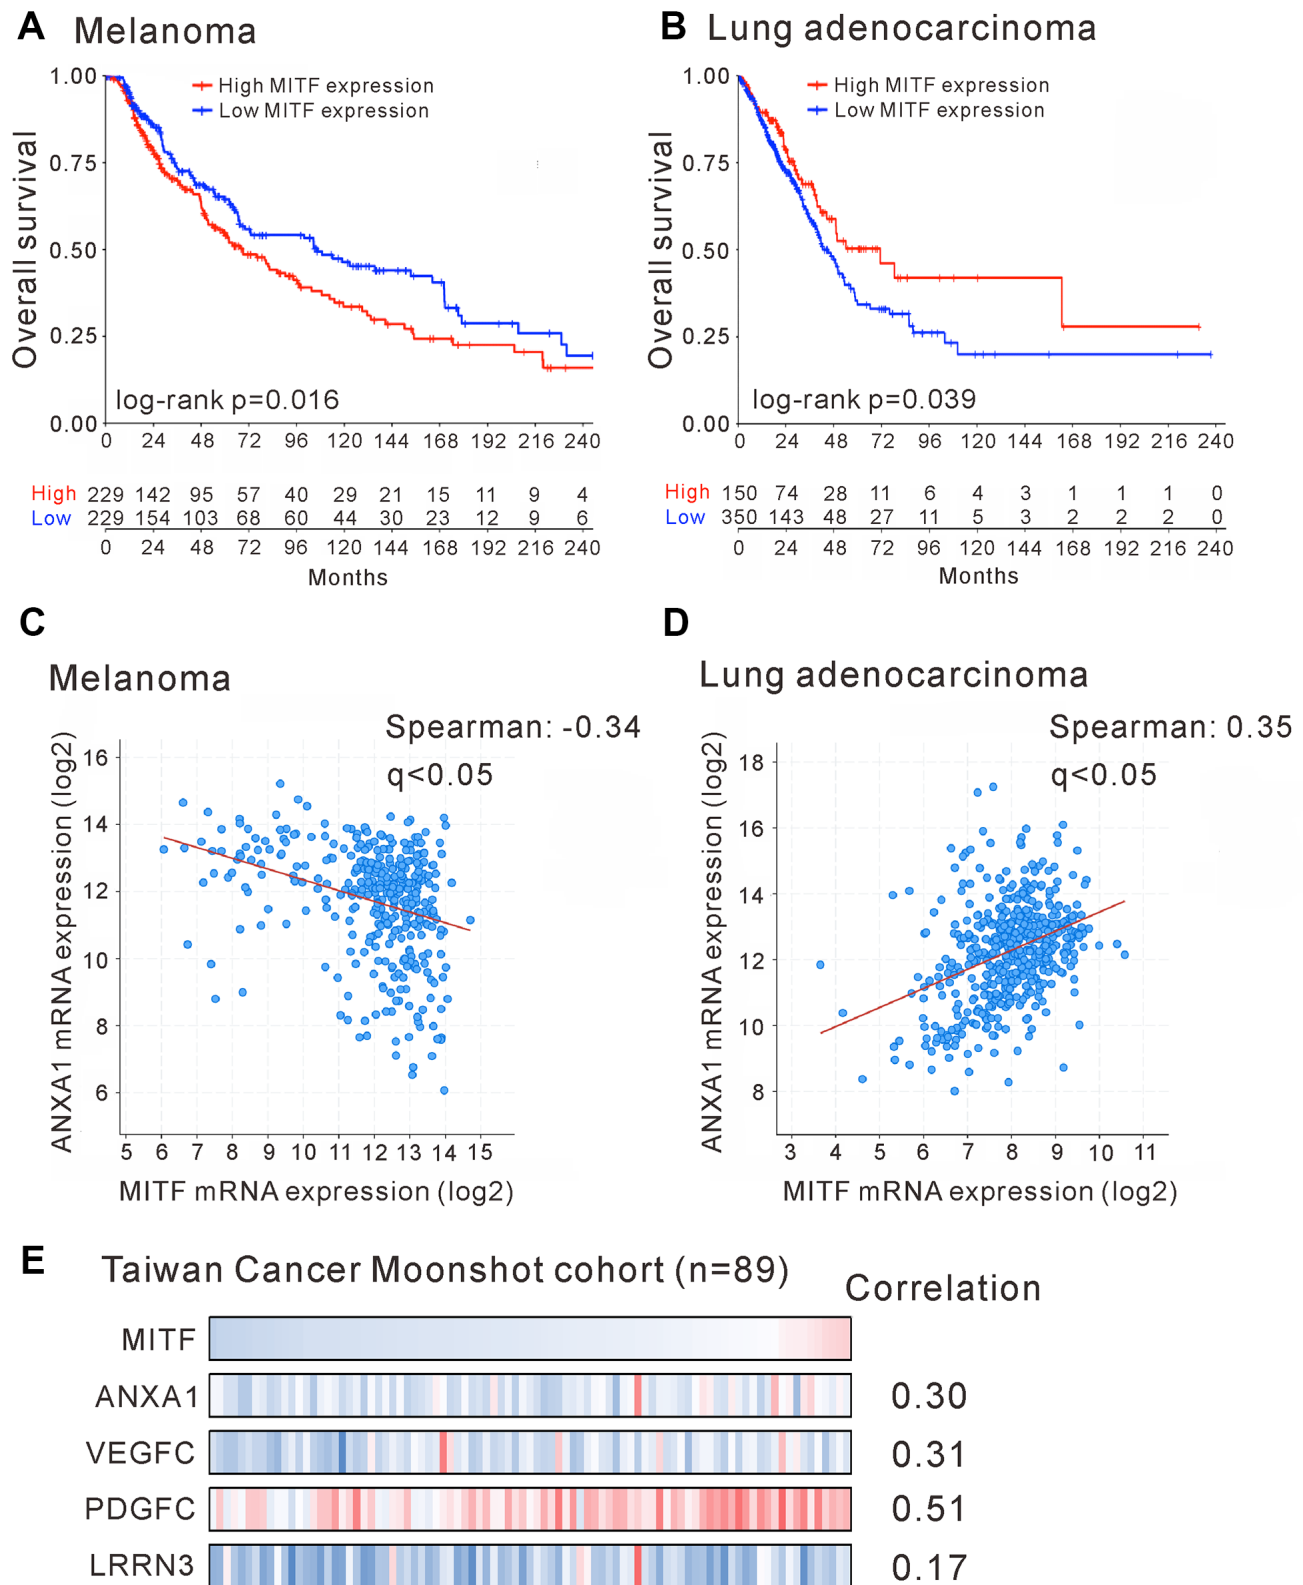 A Melanoma
1.00
0.75
0.50
0.25
0.00
Overall survival
High MITF expression
Low MITF expression
log-rank p=0.016
0 24 48 72 96 120 144 168 192 216 240
High 229 142 95 57 40 29 21 15 11 9 4
Low 229 154 103 68 60 44 30 23 12 9 6
0 24 48 72 96 120 144 168 192 216 240
Months
B Lung adenocarcinoma
1.00
0.75
0.50
0.25
0.00
Overall survival
High MITF expression
Low MITF expression
log-rank p=0.039
0 24 48 72 96 120 144 168 192 216 240
High 150 74 28 11 6 4 3 1 1 1 0
Low 350 143 48 27 11 5 3 2 2 2 0
0 24 48 72 96 120 144 168 192 216 240
Months
C
Melanoma
Spearman: -0.34
q<0.05
ANXA1 mRNA expression (log2)
16
14
12
10
8
6
5 6 7 8 9 10 11 12 13 14 15
MITF mRNA expression (log2)
D
Lung adenocarcinoma
Spearman: 0.35
q<0.05
ANXA1 mRNA expression (log2)
18
16
14
12
10
8
3 4 5 6 7 8 9 10 11
MITF mRNA expression (log2)
E Taiwan Cancer Moonshot cohort (n=89)
Correlation
MITF
ANXA1 0.30
VEGFC 0.31
PDGFC 0.51
LRRN3 0.17